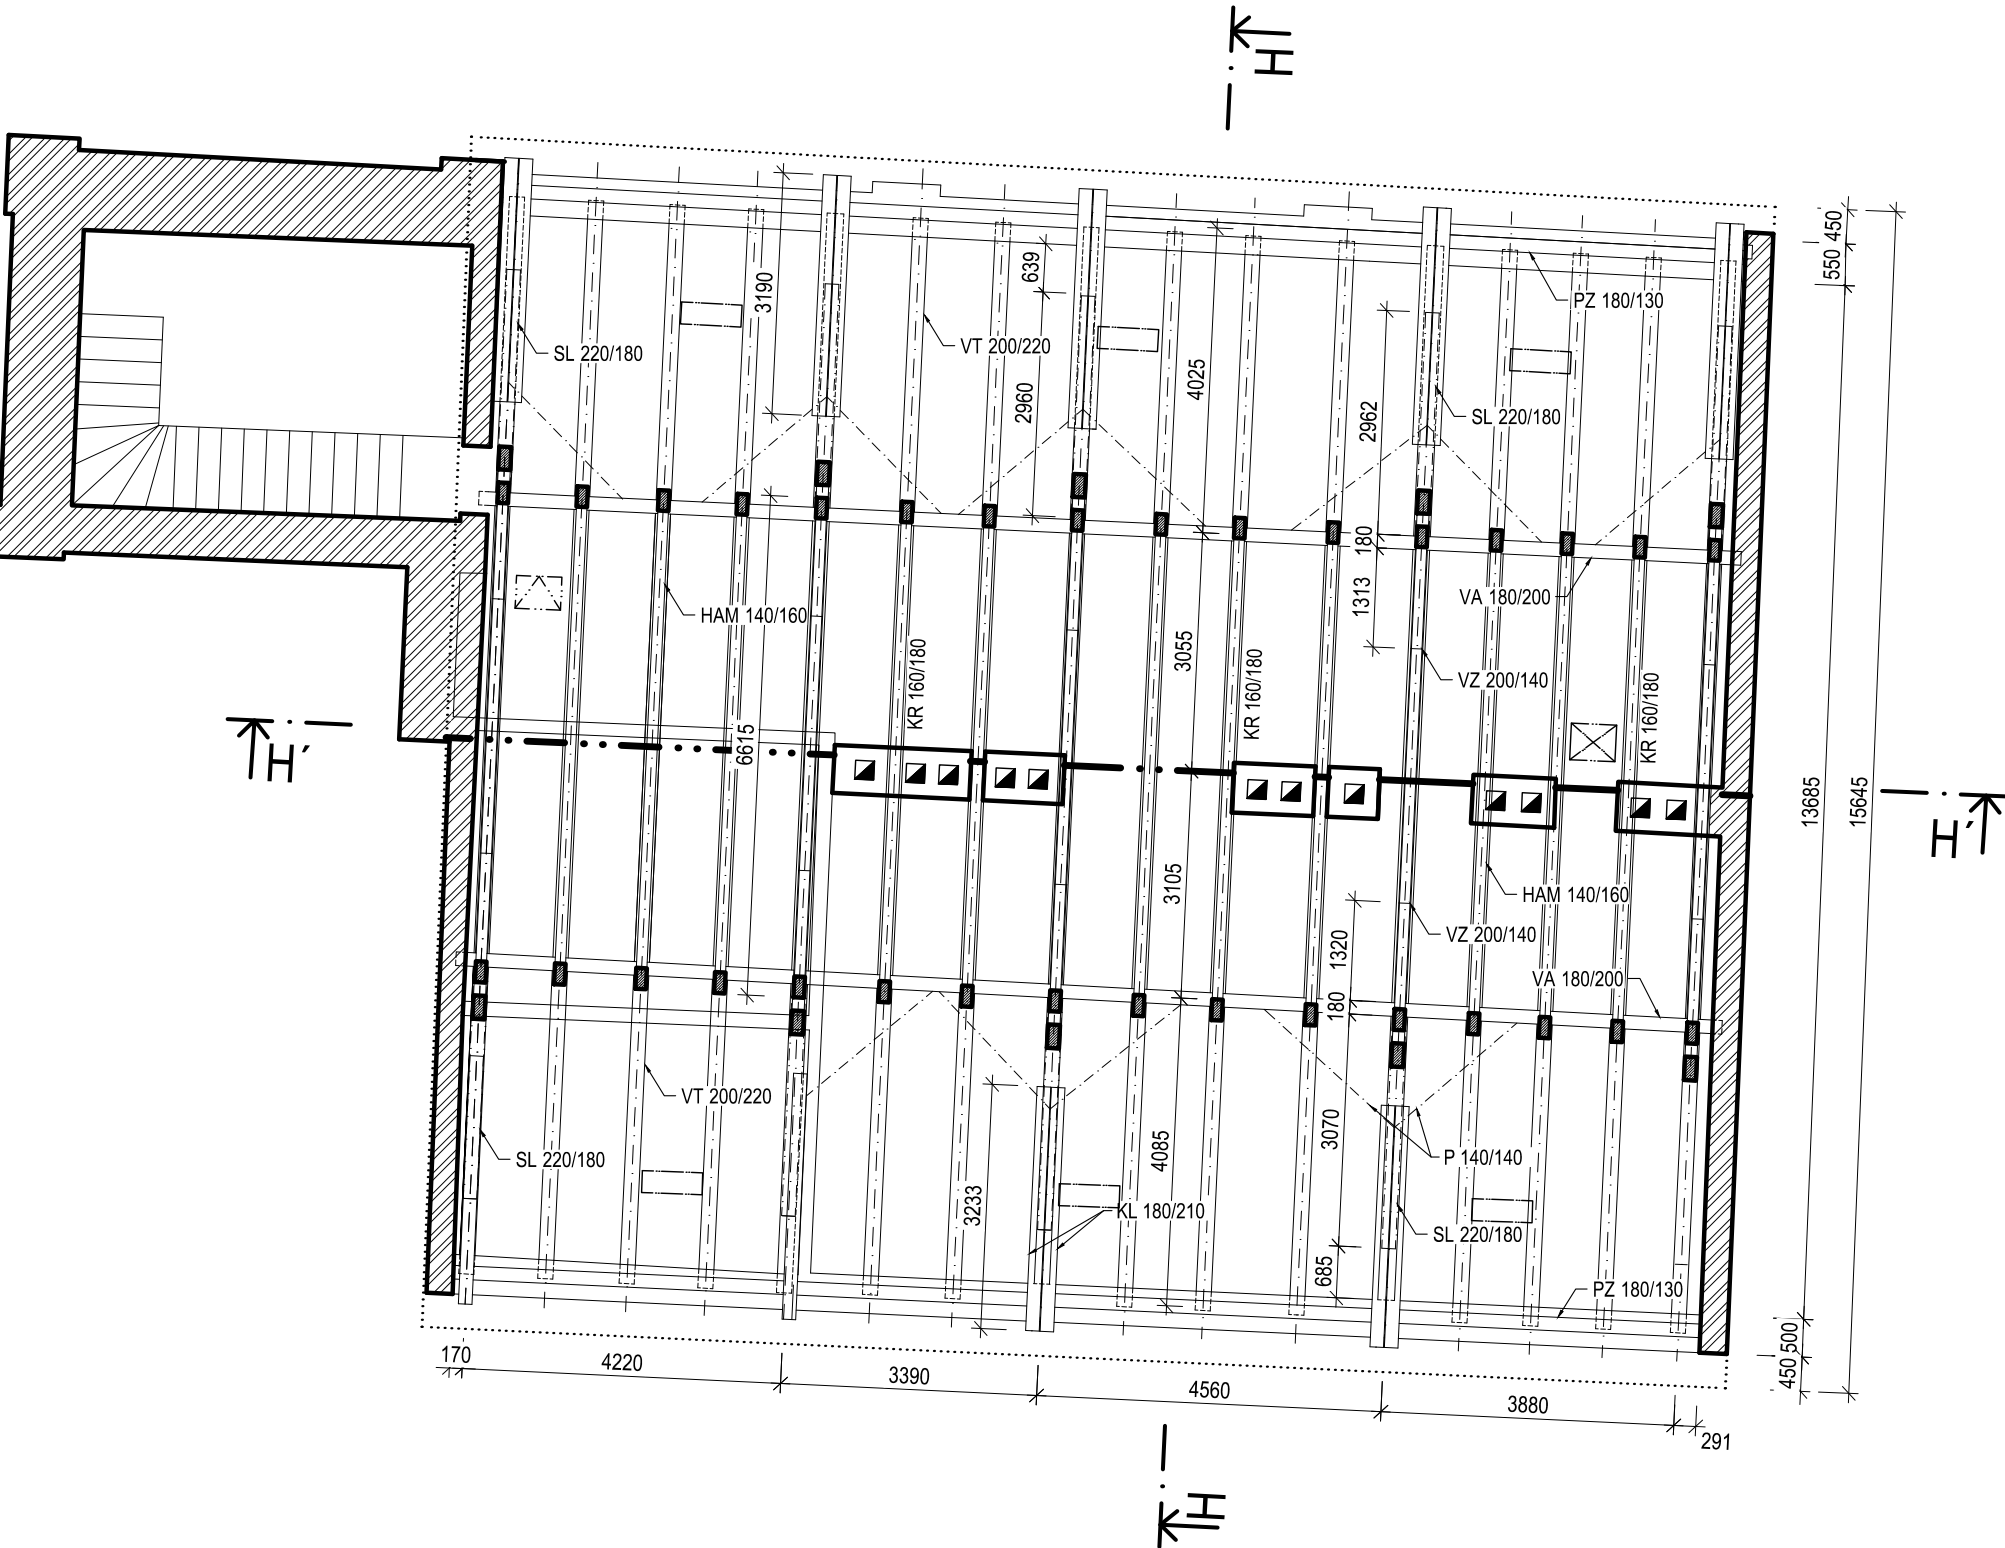 H
450
550
PZ 180/130
3190
639
SL 220/180
VT 200/220
4025
2960
2962
SL 220/180
180
VA 180/200
1313
HAM 140/160
3055
VZ 200/140
KR 160/180
KR 160/180
KR 160/180
6615
H´
13685
15645
H´
3105
HAM 140/160
1320
VZ 200/140
VA 180/200
180
VT 200/220
SL 220/180
3070
P 140/140
4085
3233
KL 180/210
SL 220/180
685
PZ 180/130
500
450
170
4220
3390
4560
3880
291
H